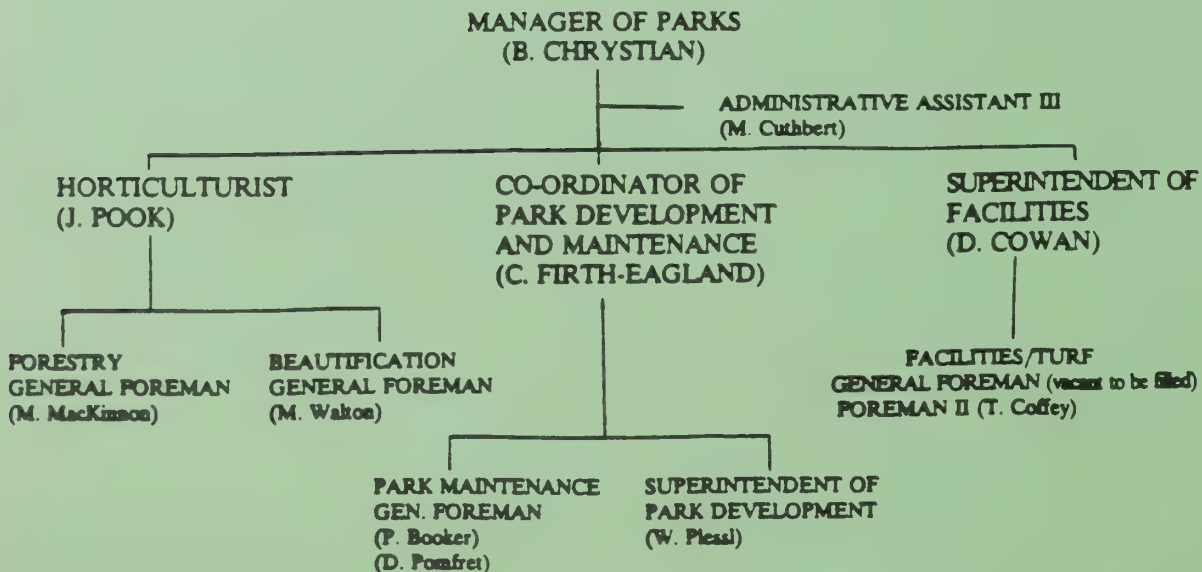 MANAGER OF PARKS
(B. CHRYSTIAN)
ADMINISTRATIVE ASSISTANT III
(M. Cuthbert)
HORTICULTURIST
(J. POOK)
CO-ORDINATOR OF
PARK DEVELOPMENT
AND MAINTENANCE
(C. FIRTH-EAGLAND)
SUPERINTENDENT OF
FACILITIES
(D. COWAN)
FORESTRY
GENERAL FOREMAN
(M. MacKinnon)
BEAUTIFICATION
GENERAL FOREMAN
(M. Walton)
FACILITIES/TURF
GENERAL FOREMAN (vacant to be filled)
FOREMAN II (T. Coffey)
PARK MAINTENANCE
GEN. FOREMAN
(P. Booker)
(D. Pomfret)
SUPERINTENDENT OF
PARK DEVELOPMENT
(W. Plessl)